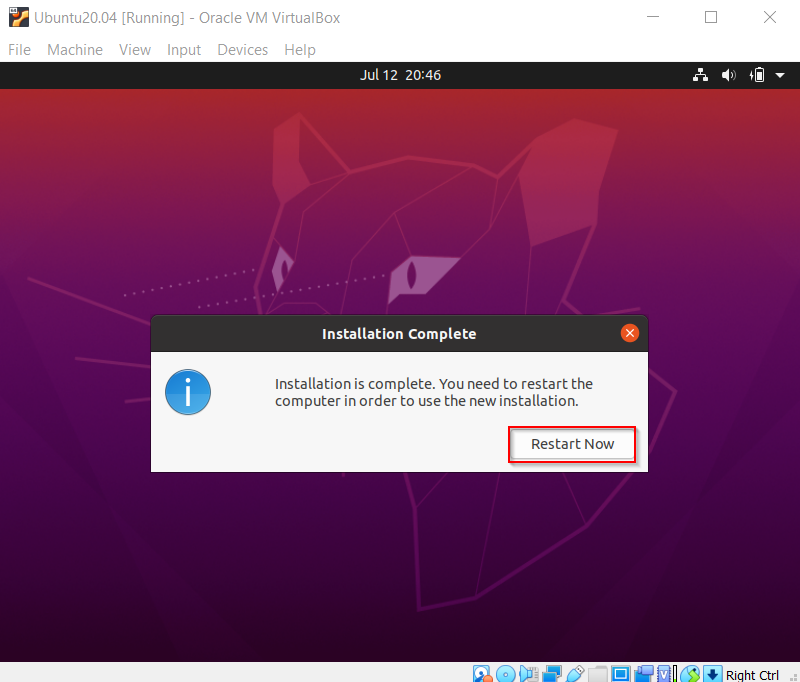 Ubuntu20.04 [Running] - Oracle VM VirtualBox
File Machine View Input Devices Help
Jul 12 20:46
Installation Complete
Installation is complete. You need to restart the
computer in order to use the new installation.
Restart Now
Right Ctrl